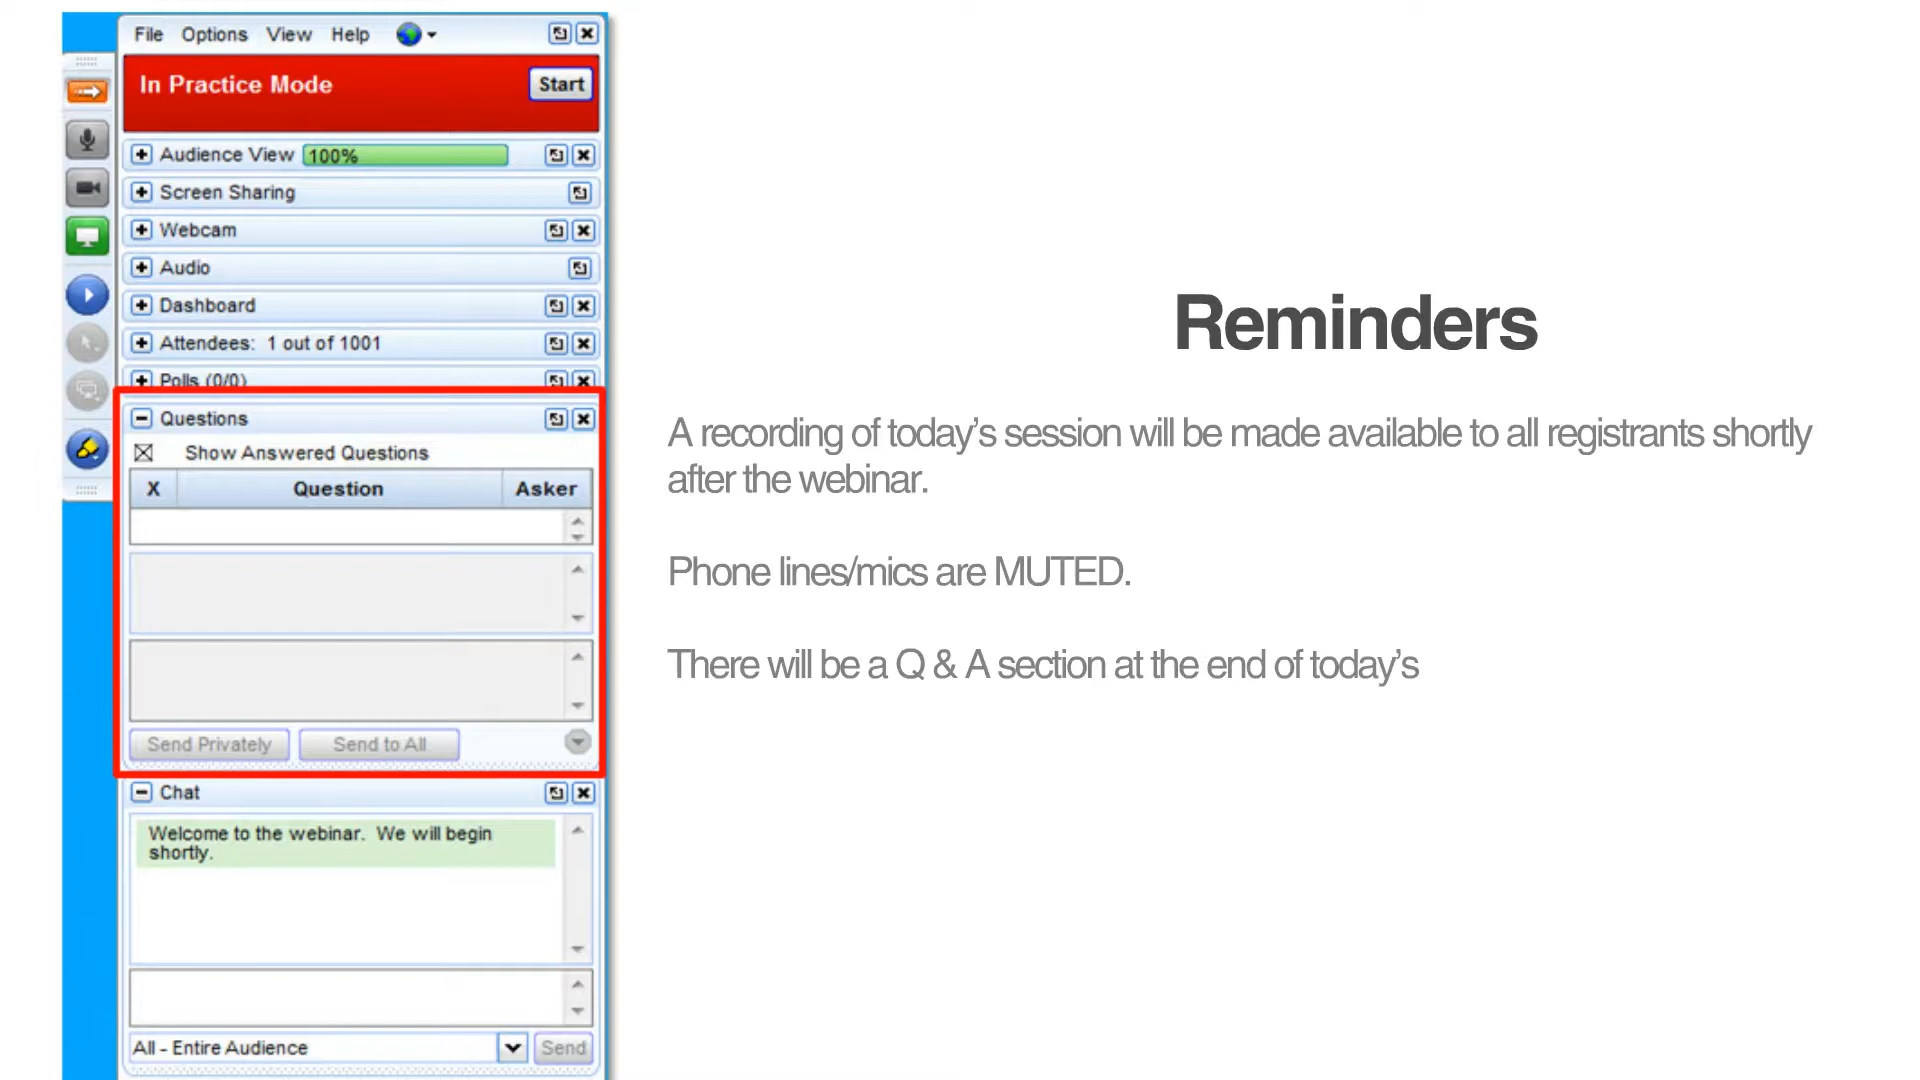 File Options View Help
In Practice Mode
Start
Audience View 100%
Screen Sharing
Webcam
Audio
Dashboard
Attendees: 1 out of 1001
Polls (0/0)
Questions
Show Answered Questions
X Question Asker
Send Privately Send to All
Chat
Welcome to the webinar. We will begin
shortly.
All - Entire Audience
Send
Reminders
A recording of today’s session will be made available to all registrants shortly
after the webinar.
Phone lines/mics are MUTED.
There will be a Q & A section at the end of today’s